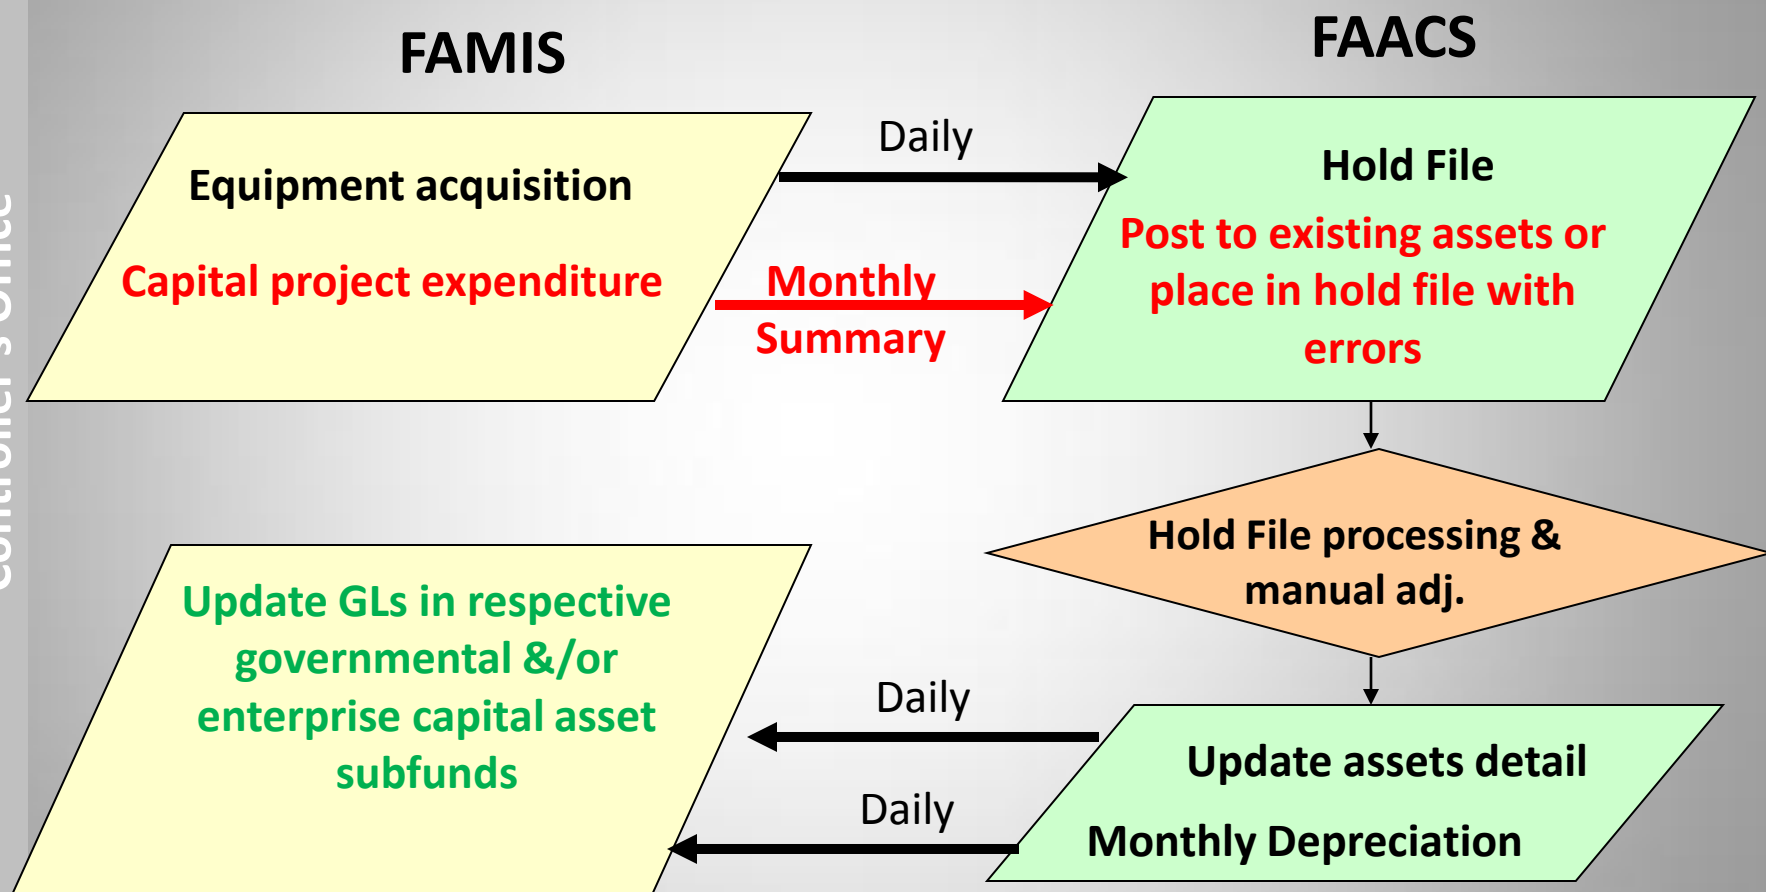 FAMIS
FAACS
Equipment acquisition
Capital project expenditure
Daily
Monthly
Summary
Hold File
Post to existing assets or
place in hold file with
errors
Hold File processing &
manual adj.
Update assets detail
Monthly Depreciation
Daily
Daily
Update GLs in respective
governmental &/or
enterprise capital asset
subfunds